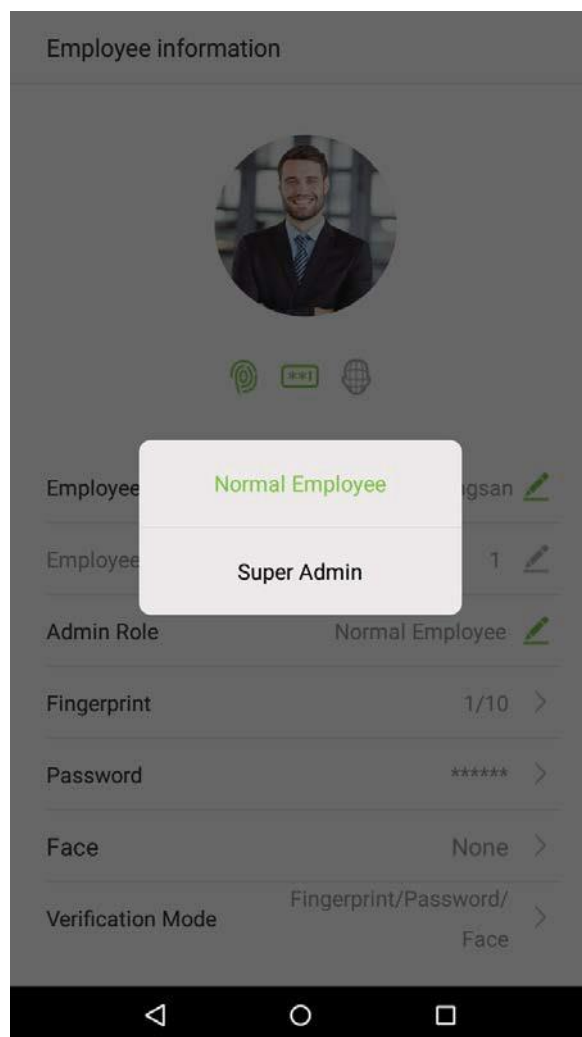 Employee information
**I
Employee
gsan
Normal Employee
Employee
1
Super Admin
Admin Role
Normal Employee
Fingerprint
1/10
Password
******
Face
None
Verification Mode
Fingerprint/Password/
Face